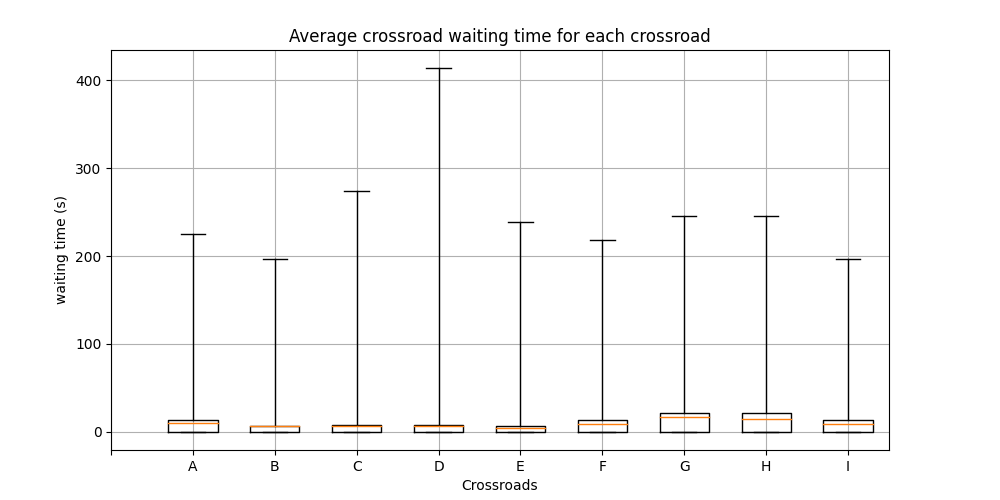 Average crossroad waiting time for each crossroad
400
300
200
100
0
waiting time (s)
A B C D E F G H I
Crossroads